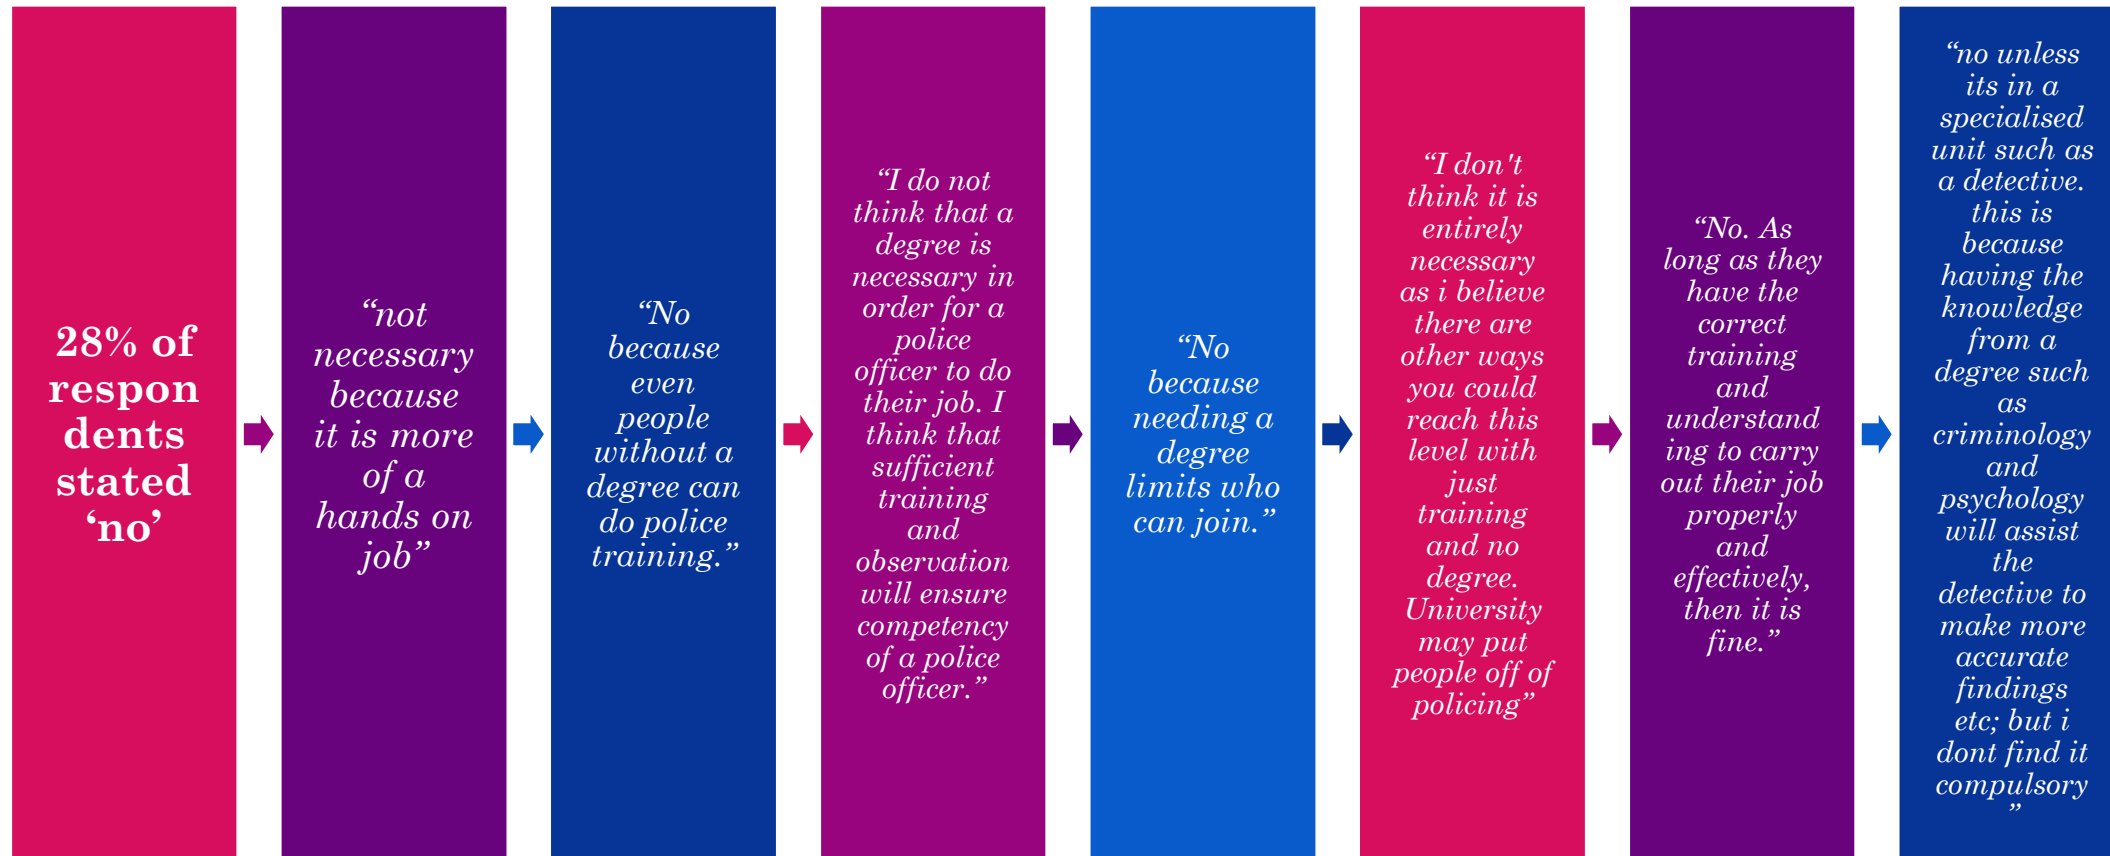 28% of
respon
dents
stated
‘no’
“not
necessary
because
it is more
of a
hands on
job”
“No
because
even
people
without a
degree can
do police
training.”
“I do not
think that a
degree is
necessary in
order for a
police
officer to do
their job. I
think that
sufficient
training
and
observation
will ensure
competency
of a police
officer.”
“No
because
needing a
degree
limits who
can join.”
“I don't
think it is
entirely
necessary
as i believe
there are
other ways
you could
reach this
level with
just
training
and no
degree.
University
may put
people off of
policing”
“No. As
long as they
have the
correct
training
and
understand
ing to carry
out their job
properly
and
effectively,
then it is
fine.”
“no unless
its in a
specialised
unit such as
a detective.
this is
because
having the
knowledge
from a
degree such
as
criminology
and
psychology
will assist
the
detective to
make more
accurate
findings
etc; but i
dont find it
compulsory
”